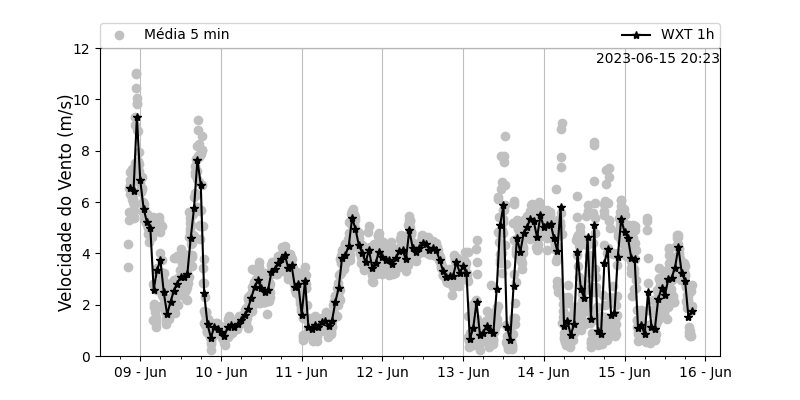 Média 5 min
WXT 1h
2023-06-15 20:23
Velocidade do Vento (m/s)
12
10
8
6
4
2
0
09 - Jun
10 - Jun
11 - Jun
12 - Jun
13 - Jun
14 - Jun
15 - Jun
16 - Jun